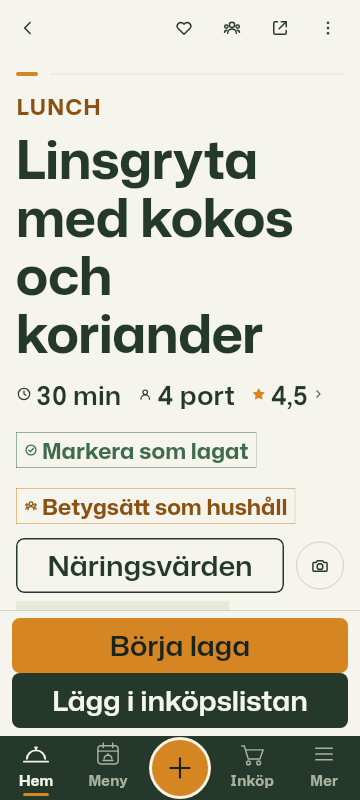 LUNCH
Linsgryta
med kokos
och
koriander
30 min 4 port 4,5
Markera som lagat
Betygsätt som hushåll
Näringsvärden
Börja laga
Lägg i inköpslistan
Hem Meny Inköp Mer